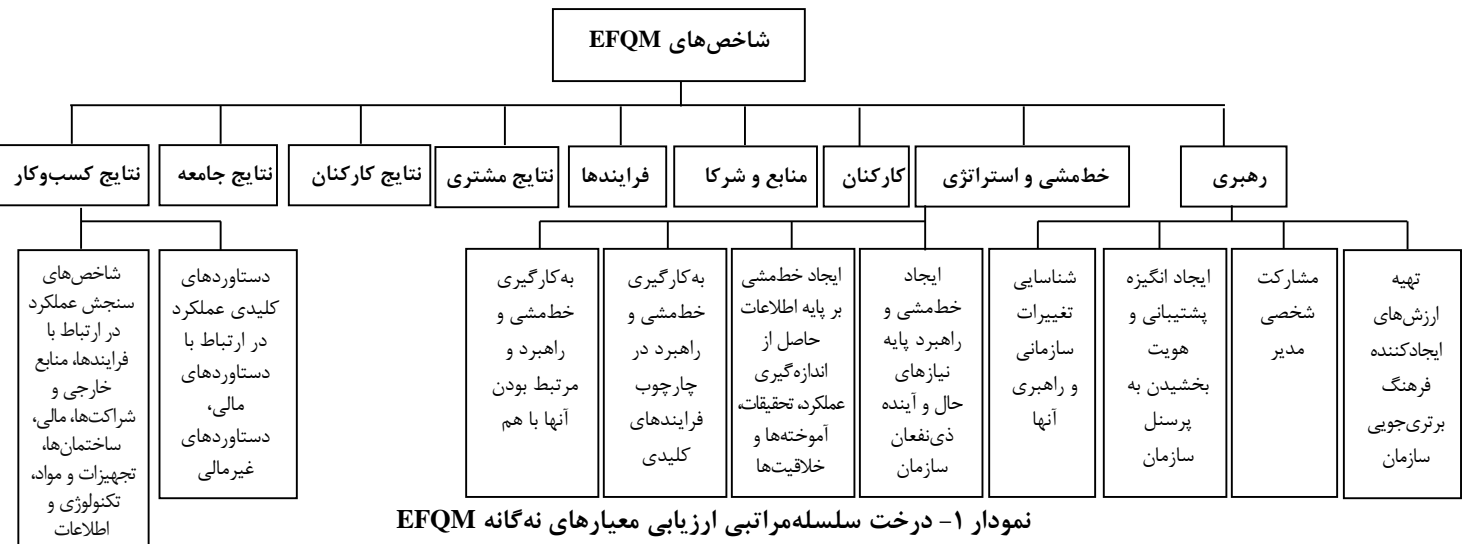 شاخص‌های EFQM
رهبری
خط‌مشی و استراتژی
کارکنان
منابع و شرکا
فرایندها
نتایج مشتری
نتایج کارکنان
نتایج جامعه
نتایج کسب‌وکار
تهیه
ارزش‌های
ایجادکننده
فرهنگ
برتری‌جویی
سازمان
مشارکت
شخصی
مدیر
ایجاد انگیزه
پشتیبانی و
هویت
بخشیدن به
پرسنل
سازمان
شناسایی
تغییرات
سازمانی
و راهبری
آنها
ایجاد
خط‌مشی و
راهبرد پایه
نیازهای
حال و آینده
ذی‌نفعان
سازمان
ایجاد خط‌مشی
بر پایه اطلاعات
حاصل از
اندازه‌گیری
عملکرد، تحقیقات،
آموخته‌ها و
خلاقیت‌ها
به‌کارگیری
خط‌مشی و
راهبرد در
چارچوب
فرایندهای
کلیدی
به‌کارگیری
خط‌مشی و
راهبرد و
مرتبط بودن
آنها با هم
دستاوردهای
کلیدی عملکرد
در ارتباط با
دستاوردهای
مالی،
دستاوردهای
غیرمالی
شاخص‌های
سنجش عملکرد
در ارتباط با
فرایندها، منابع
خارجی و
شراکت‌ها، مالی،
ساختمان‌ها،
تجهیزات و مواد،
تکنولوژی و
اطلاعات
نمودار ۱- درخت سلسله‌مراتبی ارزیابی معیارهای نه‌گانه EFQM